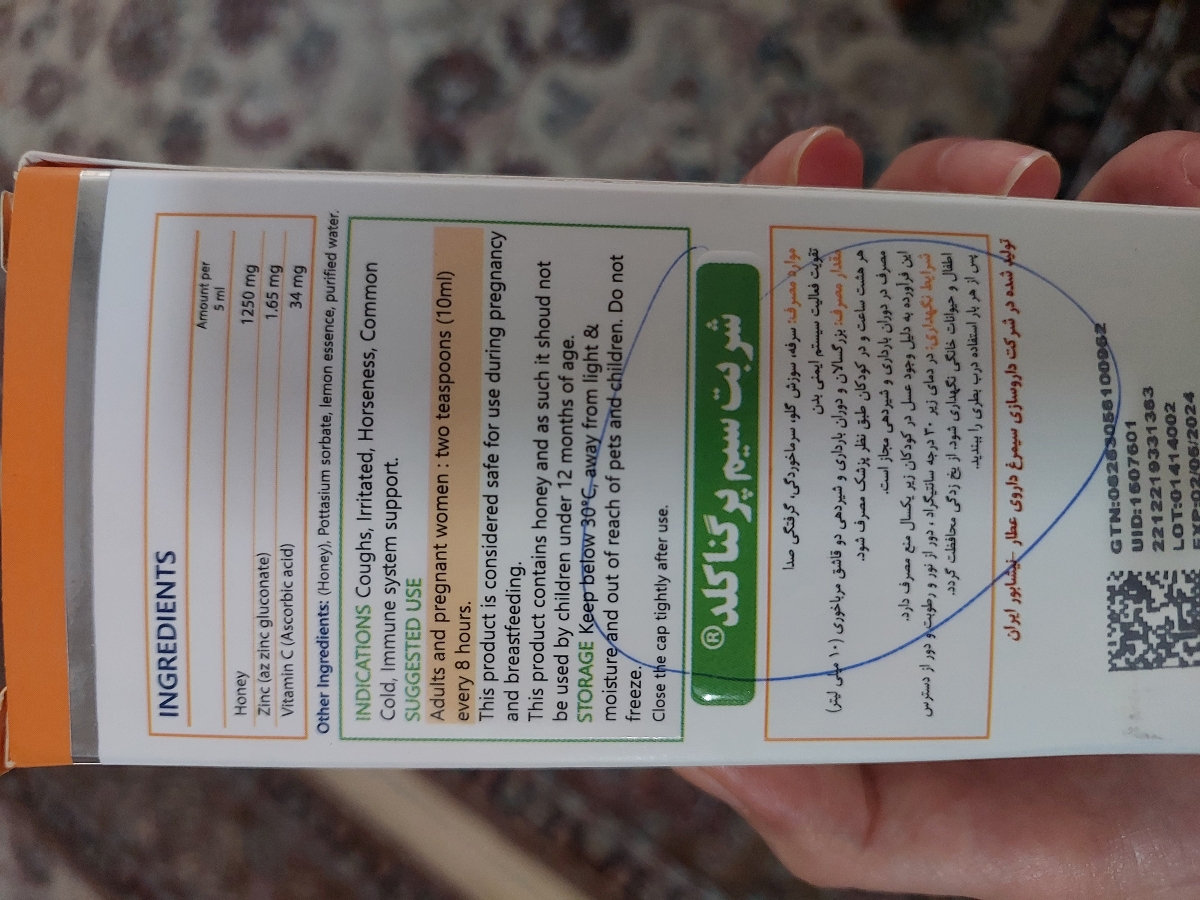 INGREDIENTS
Amount per
5 ml
Honey 1250 mg
Zinc (az zinc gluconate) 1.65 mg
Vitamin C (Ascorbic acid) 34 mg
Other Ingredients: (Honey), Pottasium sorbate, lemon essence, purified water.
INDICATIONS Coughs, Irritated, Horseness, Common
Cold, Immune system support.
SUGGESTED USE
Adults and pregnant women : two teaspoons (10ml)
every 8 hours.
This product is considered safe for use during pregnancy
and breastfeeding.
This product contains honey and as such it shoud not
be used by children under 12 months of age.
STORAGE Keep below 30°C, away from light &
moisture and out of reach of pets and children. Do not
freeze.
Close the cap tightly after use.
شربت سیم پر گناکلد®
موارد مصرف: سرفه، سوزش گلو، سرماخوردگی، گرفتگی صدا
تقویت فعالیت سیستم ایمنی بدن
مقدار مصرف: بزرگسالان و دوران بارداری و شیردهی دو قاشق مرباخوری (۱۰ میلی لیتر)
هر هشت ساعت و در کودکان طبق نظر پزشک مصرف شود.
مصرف در دوران بارداری و شیردهی مجاز است.
این فراورده به دلیل وجود عسل در کودکان زیر یکسال منع مصرف دارد.
شرایط نگهداری: در دمای زیر ۳۰ درجه سانتیگراد ، دور از نور و رطوبت و دور از دسترس
اطفال و حیوانات خانگی نگهداری شود. از یخ زدگی محافظت گردد.
پس از هر بار استفاده درب بطری را ببندید.
تولید شده در شرکت داروسازی سیمرغ داروی عطار -نیشابور ایران
GTN:06263056100962
UID:1507601
2212219331363
LOT:01414002